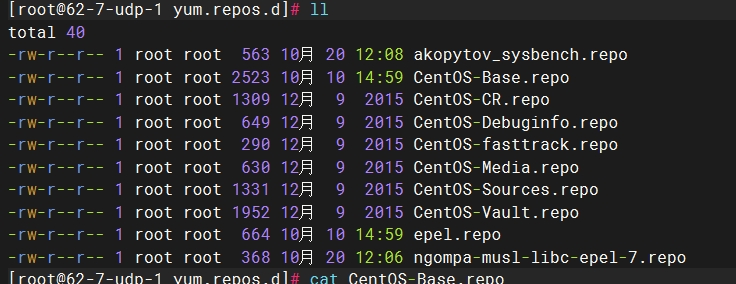 [root@62-7-udp-1 yum.repos.d]# ll
total 40
-rw-r--r-- 1 root root  563 10月 20 12:08 akopytov_sysbench.repo
-rw-r--r-- 1 root root 2523 10月 10 14:59 CentOS-Base.repo
-rw-r--r-- 1 root root 1309 12月  9  2015 CentOS-CR.repo
-rw-r--r-- 1 root root  649 12月  9  2015 CentOS-Debuginfo.repo
-rw-r--r-- 1 root root  290 12月  9  2015 CentOS-fasttrack.repo
-rw-r--r-- 1 root root  630 12月  9  2015 CentOS-Media.repo
-rw-r--r-- 1 root root 1331 12月  9  2015 CentOS-Sources.repo
-rw-r--r-- 1 root root 1952 12月  9  2015 CentOS-Vault.repo
-rw-r--r-- 1 root root  664 10月 10 14:59 epel.repo
-rw-r--r-- 1 root root  368 10月 20 12:06 ngompa-musl-libc-epel-7.repo
[root@62-7-udp-1 yum.repos.d]# cat CentOS-Base.repo